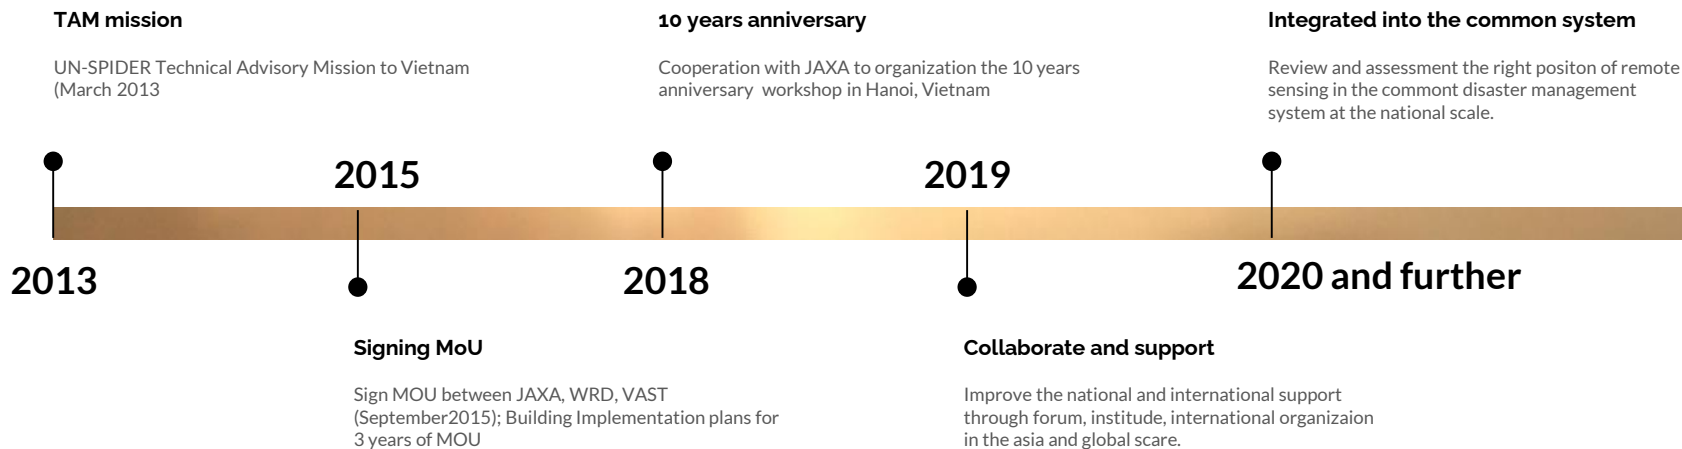 TAM mission
UN-SPIDER Technical Advisory Mission to Vietnam
(March 2013
2013
2015
Signing MoU
Sign MOU between JAXA, WRD, VAST
(September2015); Building Implementation plans for
3 years of MOU
10 years anniversary
Cooperation with JAXA to organization the 10 years
anniversary  workshop in Hanoi, Vietnam
2018
2019
Collaborate and support
Improve the national and international support
through forum, institude, international organizaion
in the asia and global scare.
Integrated into the common system
Review and assessment the right positon of remote
sensing in the commont disaster management
system at the national scale.
2020 and further